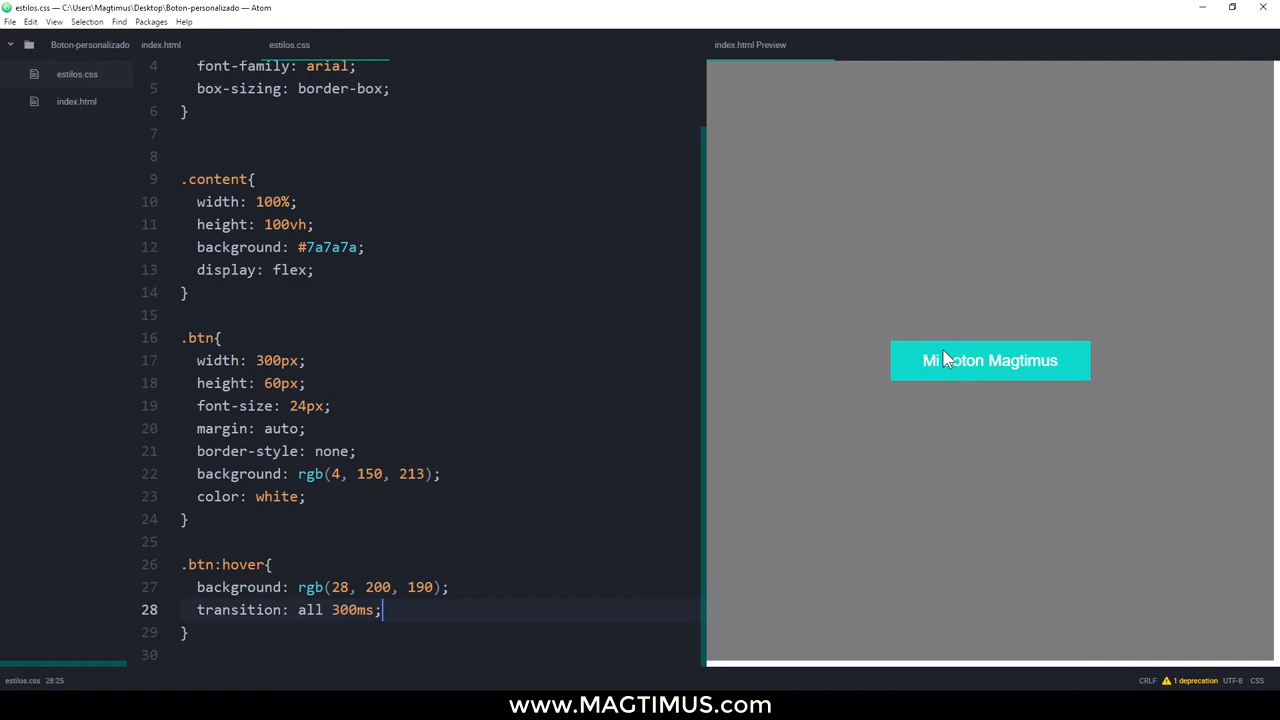 estilos.css — C:\Users\Magtimus\Desktop\Boton-personalizado — Atom
File Edit View Selection Find Packages Help
Boton-personalizado
estilos.css
index.html
index.html estilos.css
4 font-family: arial;
5 box-sizing: border-box;
6 }
7
8
9 .content{
10 width: 100%;
11 height: 100vh;
12 background: #7a7a7a;
13 display: flex;
14 }
15
16 .btn{
17 width: 300px;
18 height: 60px;
19 font-size: 24px;
20 margin: auto;
21 border-style: none;
22 background: rgb(4, 150, 213);
23 color: white;
24 }
25
26 .btn:hover{
27 background: rgb(28, 200, 190);
28 transition: all 300ms;
29 }
30
index.html Preview
Mi boton Magtimus
estilos.css 28:25
CRLF 1 deprecation UTF-8 CSS
www.MAGTIMUS.com